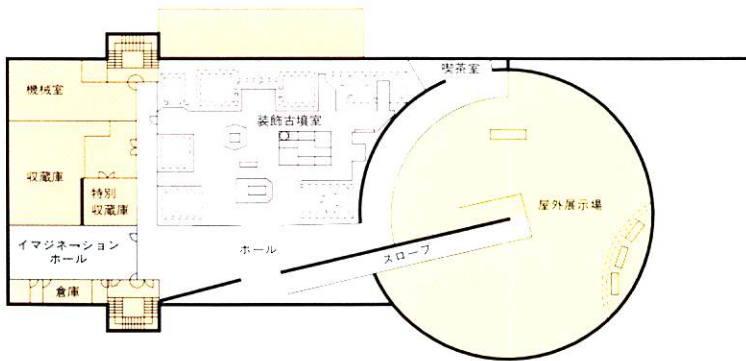 喫茶室
機械室
装飾古墳室
収蔵庫
特別
収蔵庫
屋外展示場
イマジネーション
ホール
ホール
スロープ
倉庫